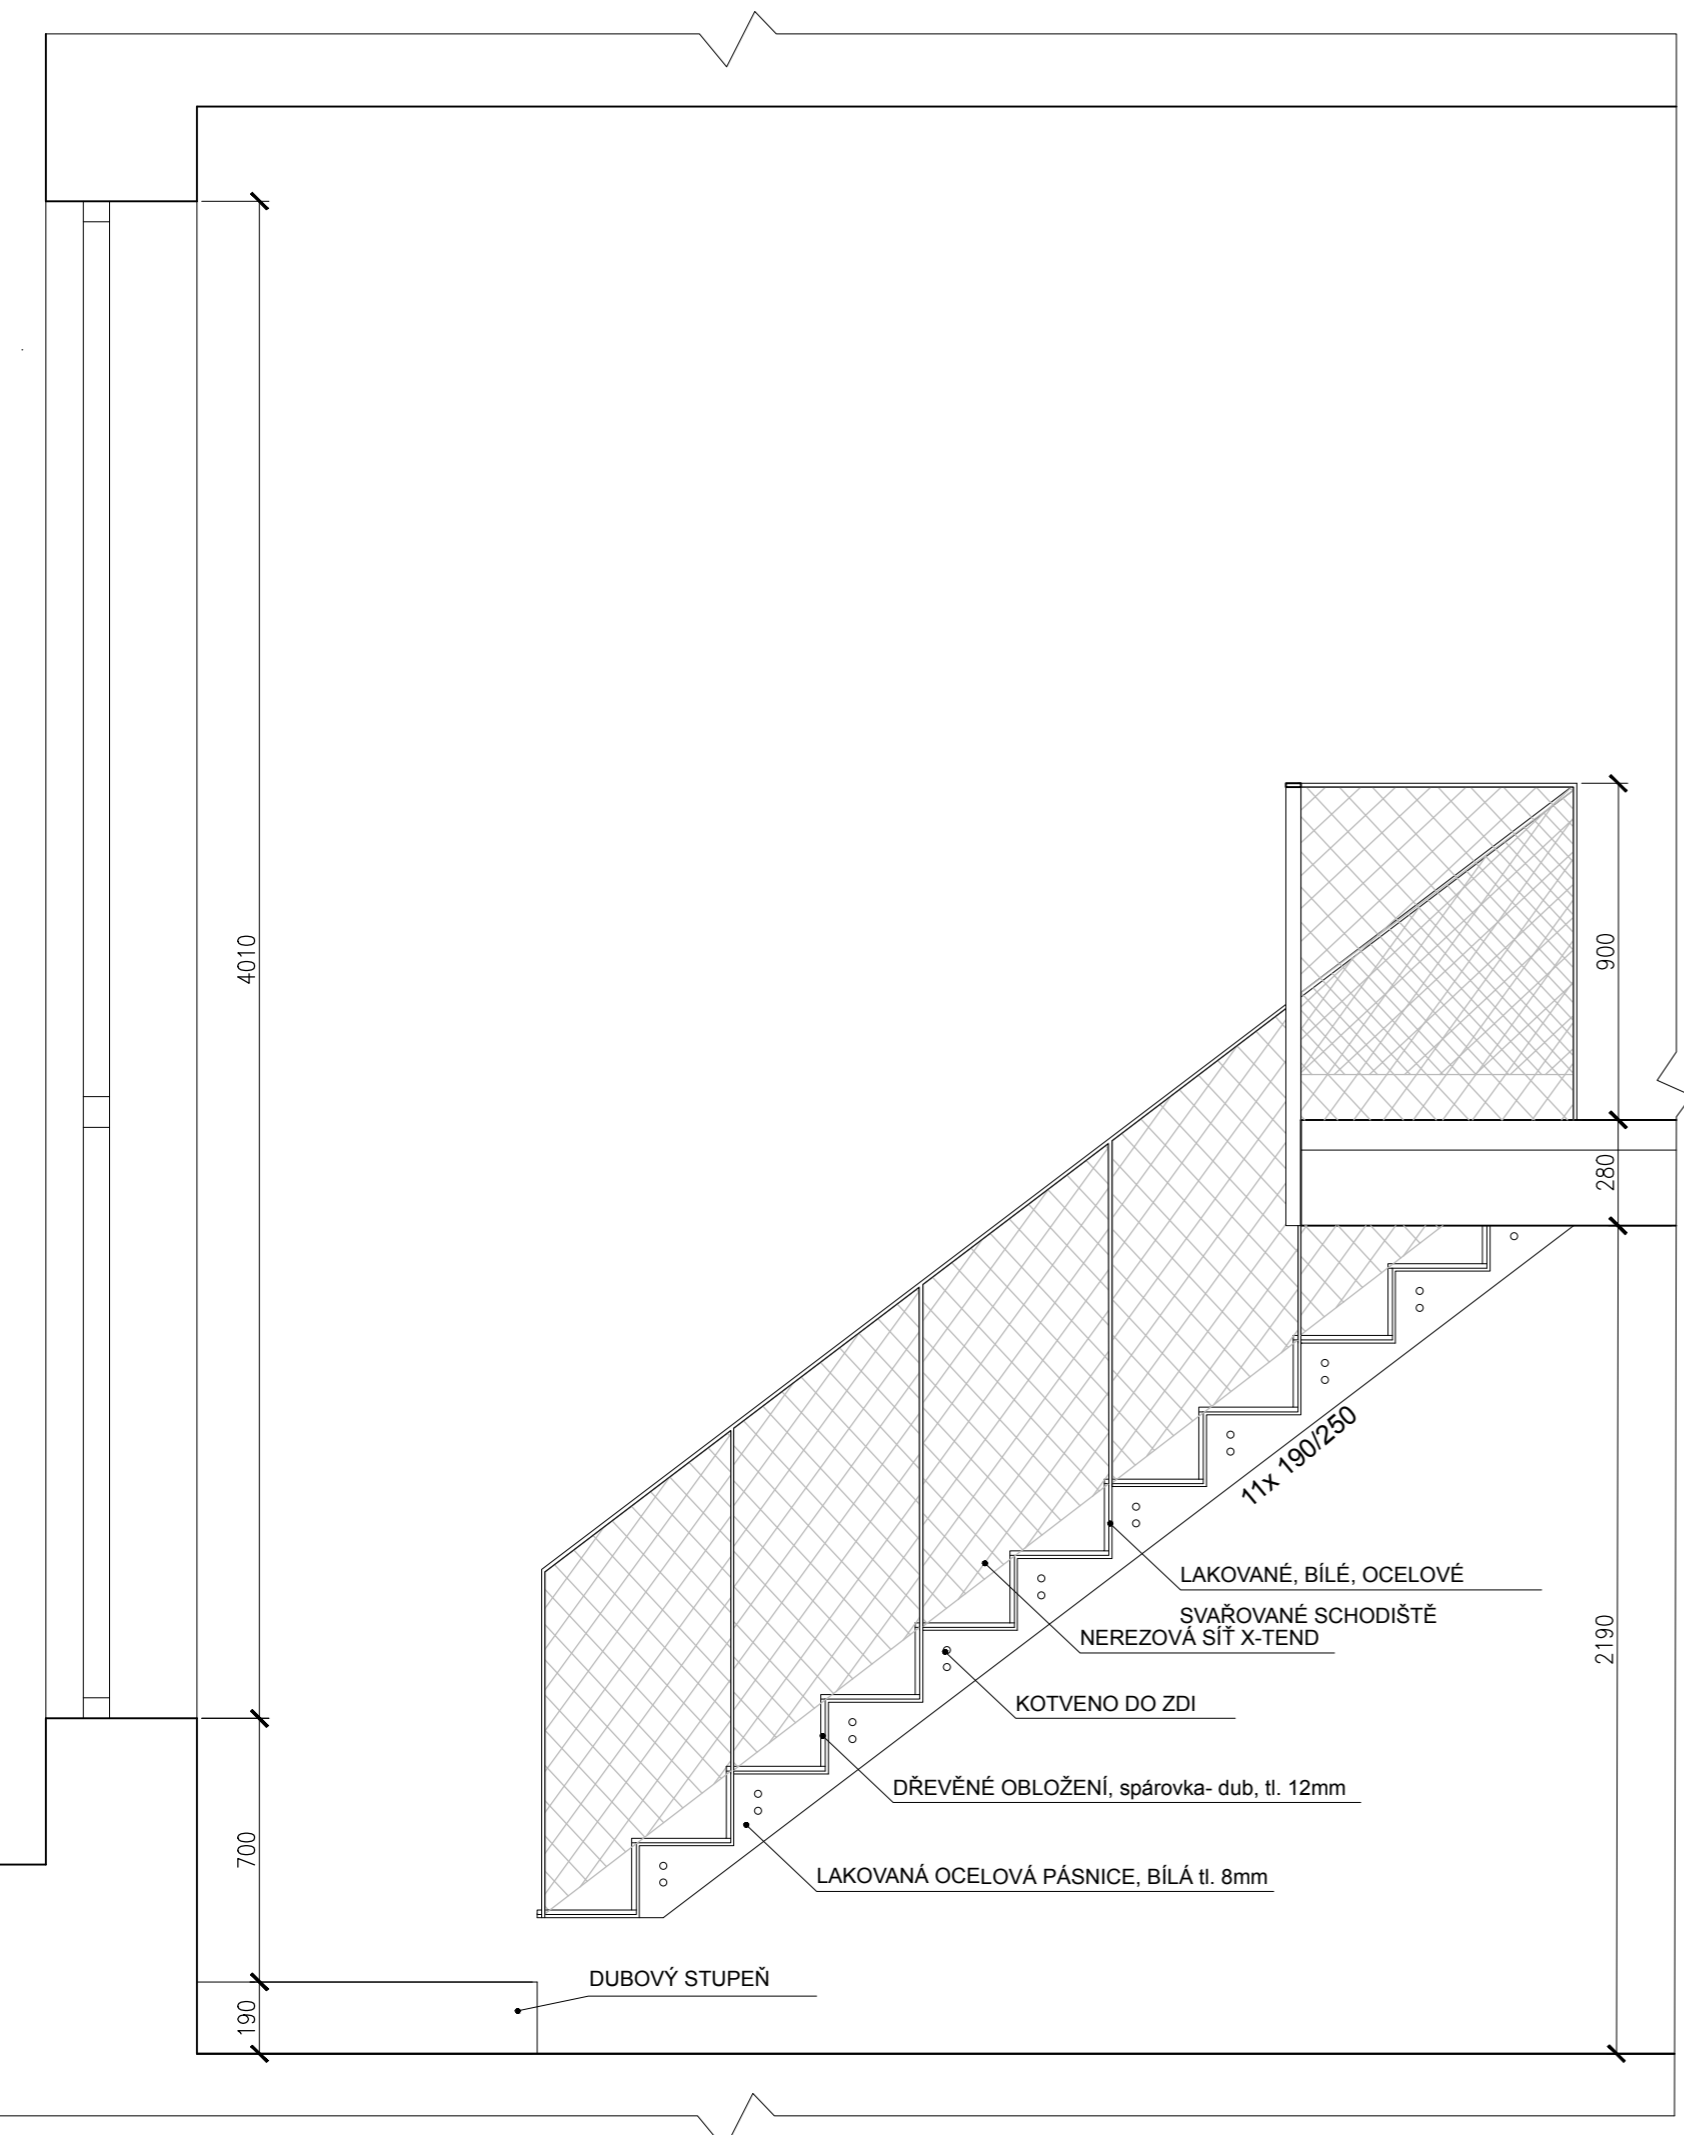 4010
900
280
11x 190/250
LAKOVANÉ, BÍLÉ, OCELOVÉ
SVAŘOVANÉ SCHODIŠTĚ
NEREZOVÁ SÍŤ X-TEND
2190
KOTVENO DO ZDI
DŘEVĚNÉ OBLOŽENÍ, spárovka- dub, tl. 12mm
700
LAKOVANÁ OCELOVÁ PÁSNICE, BÍLÁ tl. 8mm
DUBOVÝ STUPEŇ
190